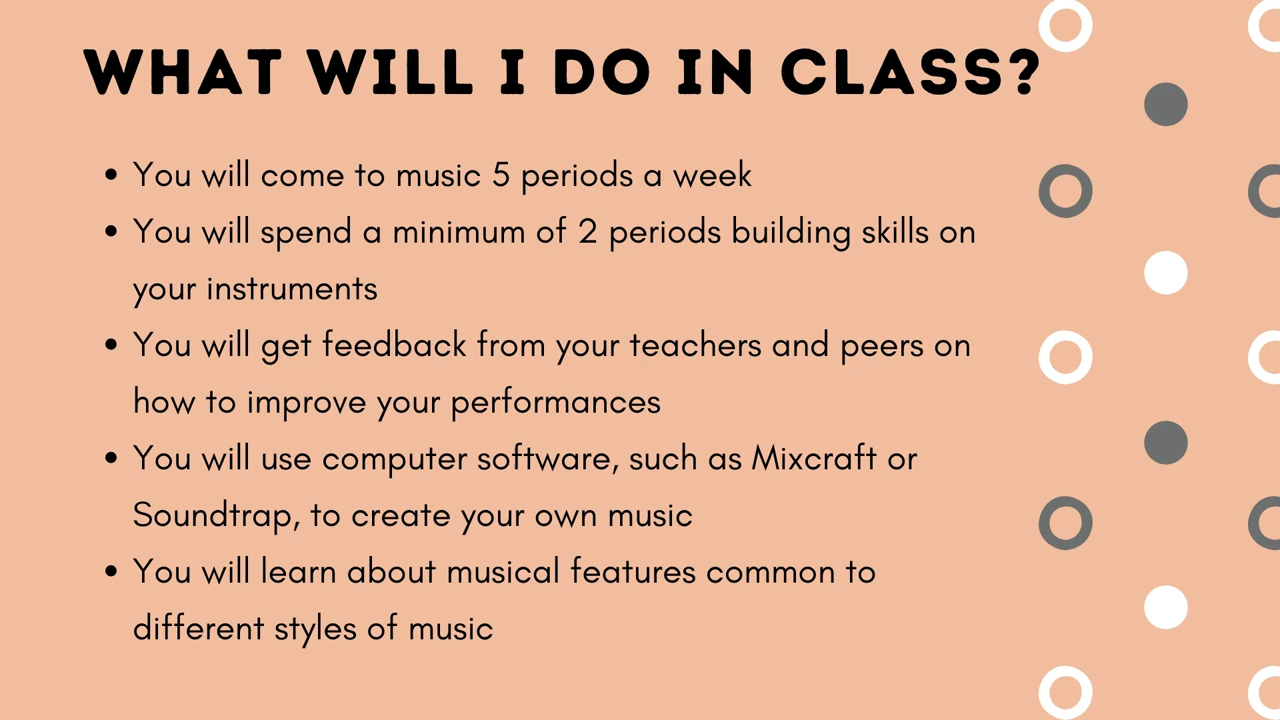 WHAT WILL I DO IN CLASS?
• You will come to music 5 periods a week
• You will spend a minimum of 2 periods building skills on
your instruments
• You will get feedback from your teachers and peers on
how to improve your performances
• You will use computer software, such as Mixcraft or
Soundtrap, to create your own music
• You will learn about musical features common to
different styles of music